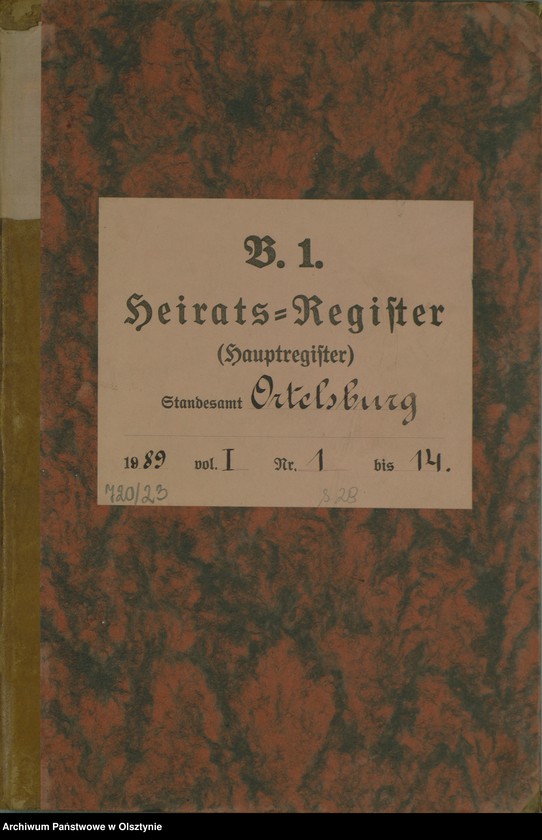 B. 1.
Heirats=Register
(Hauptregister)
Standesamt Ortelsburg
1889 vol. I Nr. 1 bis 14.
720/23 s 28
Archiwum Państwowe w Olsztynie